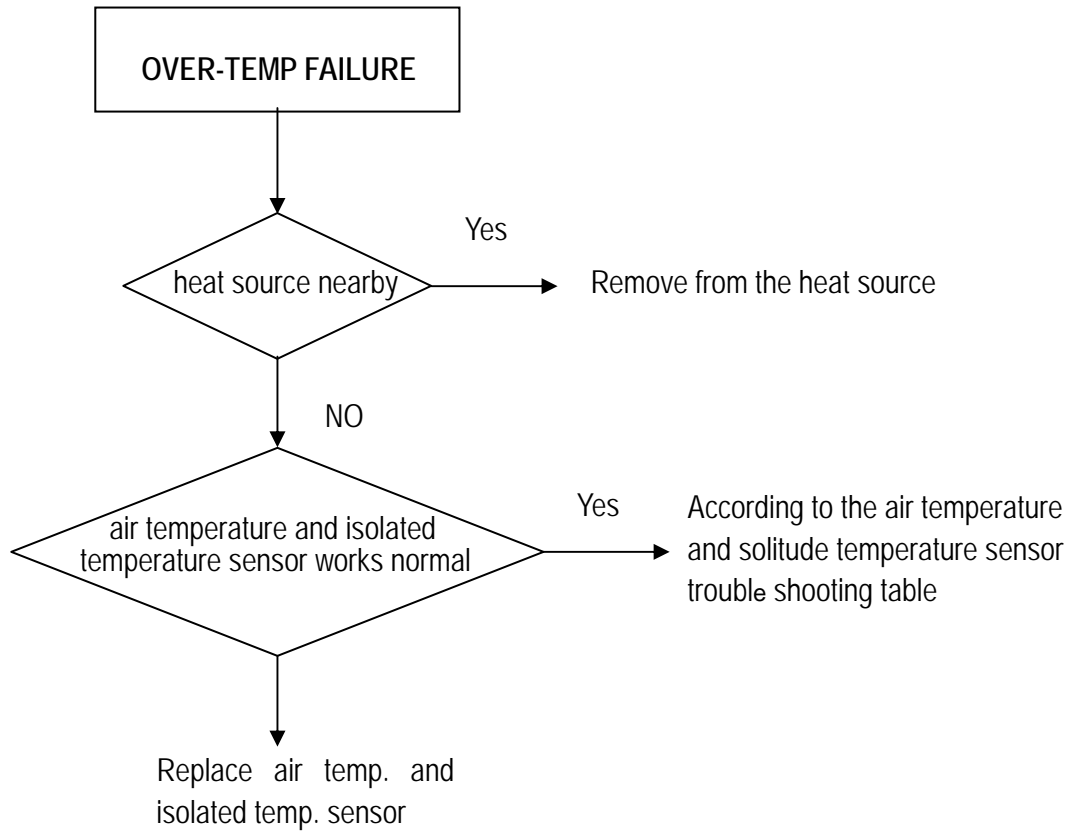 OVER-TEMP FAILURE
Yes
heat source nearby
Remove from the heat source
NO
air temperature and isolated
temperature sensor works normal
Yes
According to the air temperature
and solitude temperature sensor
trouble shooting table
Replace air temp. and
isolated temp. sensor